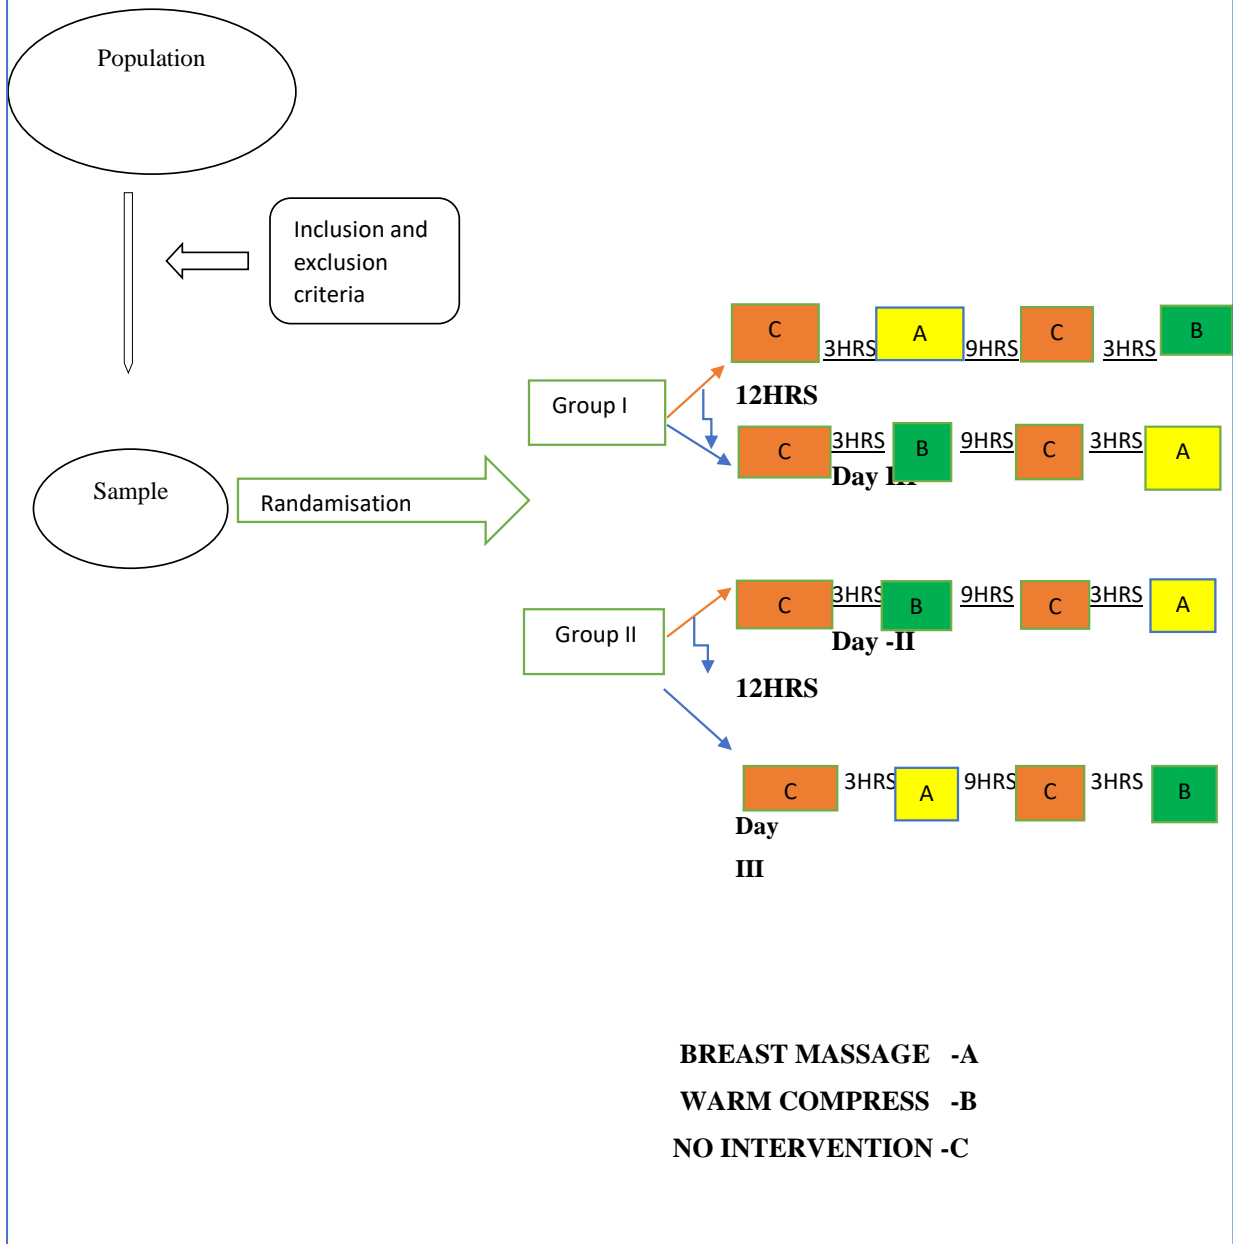 Population
Inclusion and
exclusion
criteria
Sample
Randamisation
Group I
C 3HRS A 9HRS C 3HRS B
12HRS
C 3HRS B 9HRS C 3HRS A
Day III
Group II
C 3HRS B 9HRS C 3HRS A
Day -II
12HRS
C 3HRS A 9HRS C 3HRS B
Day
III
BREAST MASSAGE -A
WARM COMPRESS -B
NO INTERVENTION -C